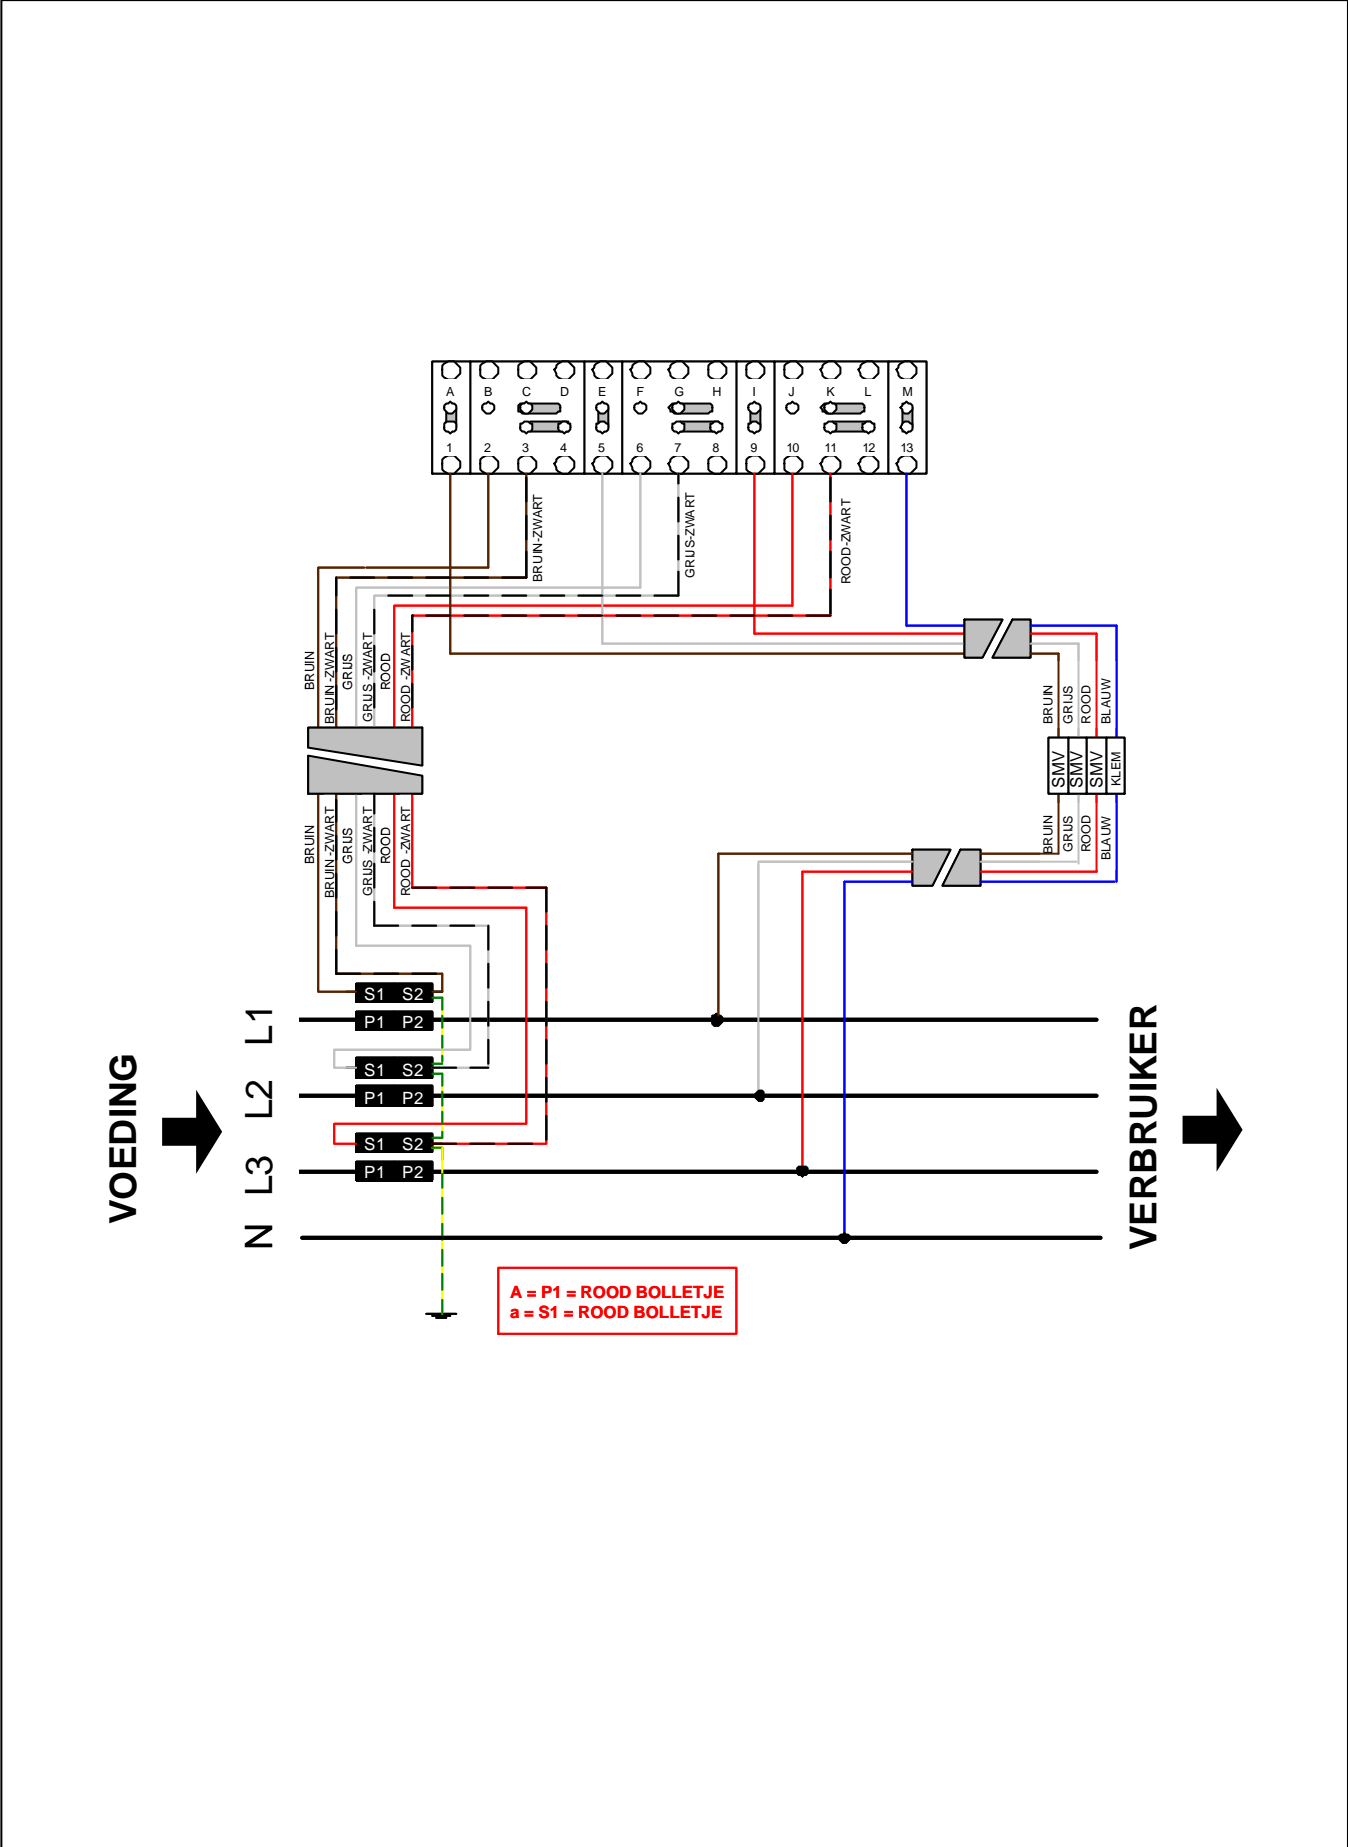 A B C D E F G H I J K L M
1 2 3 4 5 6 7 8 9 10 11 12 13
BRUIN-ZWART
GRIJS-ZWART
ROOD-ZWART
BRUIN
BRUIN-ZWART
GRIJS
GRIJS-ZWART
ROOD
ROOD-ZWART
BRUIN
GRIJS
ROOD
BLAUW
SMV
SMV
SMV
KLEM
BRUIN
BRUIN-ZWART
GRIJS
GRIJS-ZWART
ROOD
ROOD-ZWART
BRUIN
GRIJS
ROOD
BLAUW
S1 S2
L1
P1 P2
S1 S2
L2
P1 P2
S1 S2
L3
P1 P2
N
VOEDING
VERBRUIKER
A = P1 = ROOD BOLLETJE
a = S1 = ROOD BOLLETJE